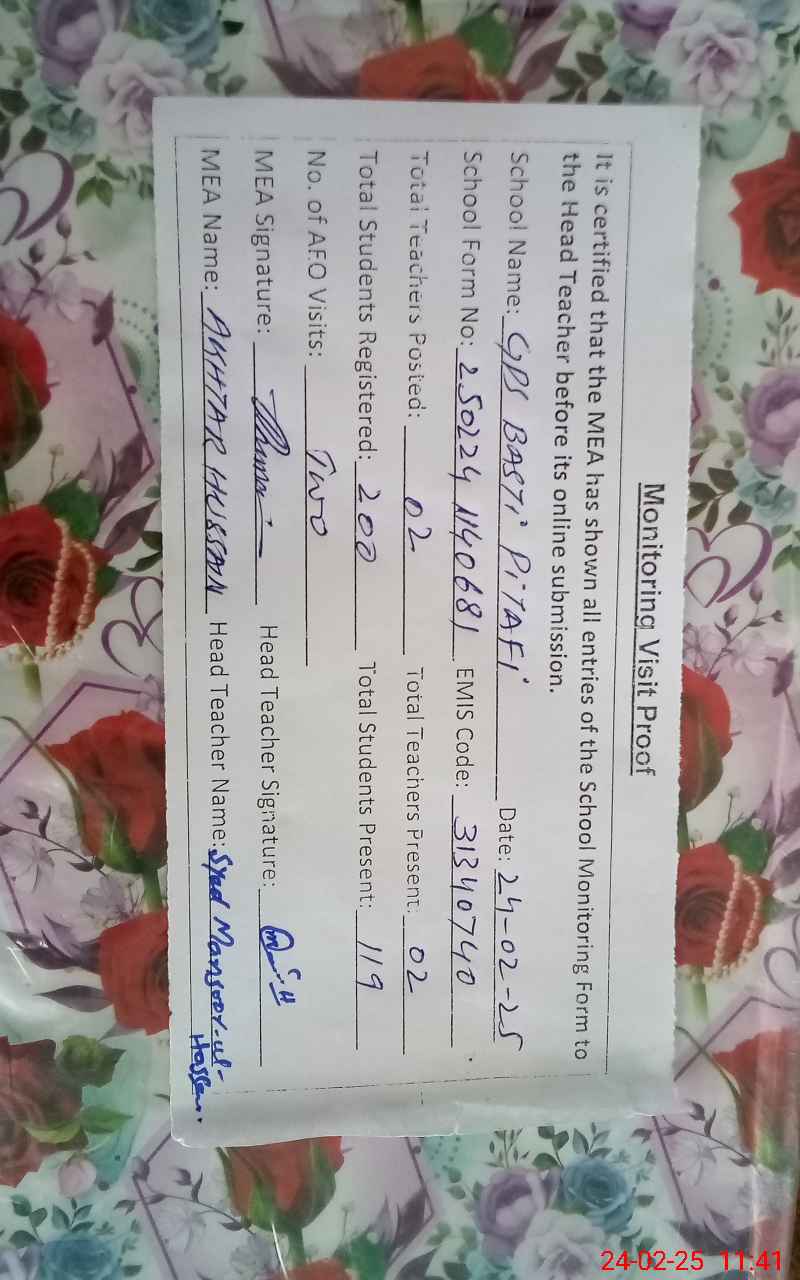 Monitoring Visit Proof
It is certified that the MEA has shown all entries of the School Monitoring Form to
the Head Teacher before its online submission.
School Name: GPS BASTI PITAFI Date: 24-02-25
School Form No: 250224 1140681 EMIS Code: 31340740
Total Teachers Posted: 02 Total Teachers Present: 02
Total Students Registered: 200 Total Students Present: 119
No. of AEO Visits: Two
MEA Signature: Head Teacher Signature:
MEA Name: AKHTAR HUSSAIN Head Teacher Name: Syed Mansoor-ul-
Hassan.
24-02-25 11:41